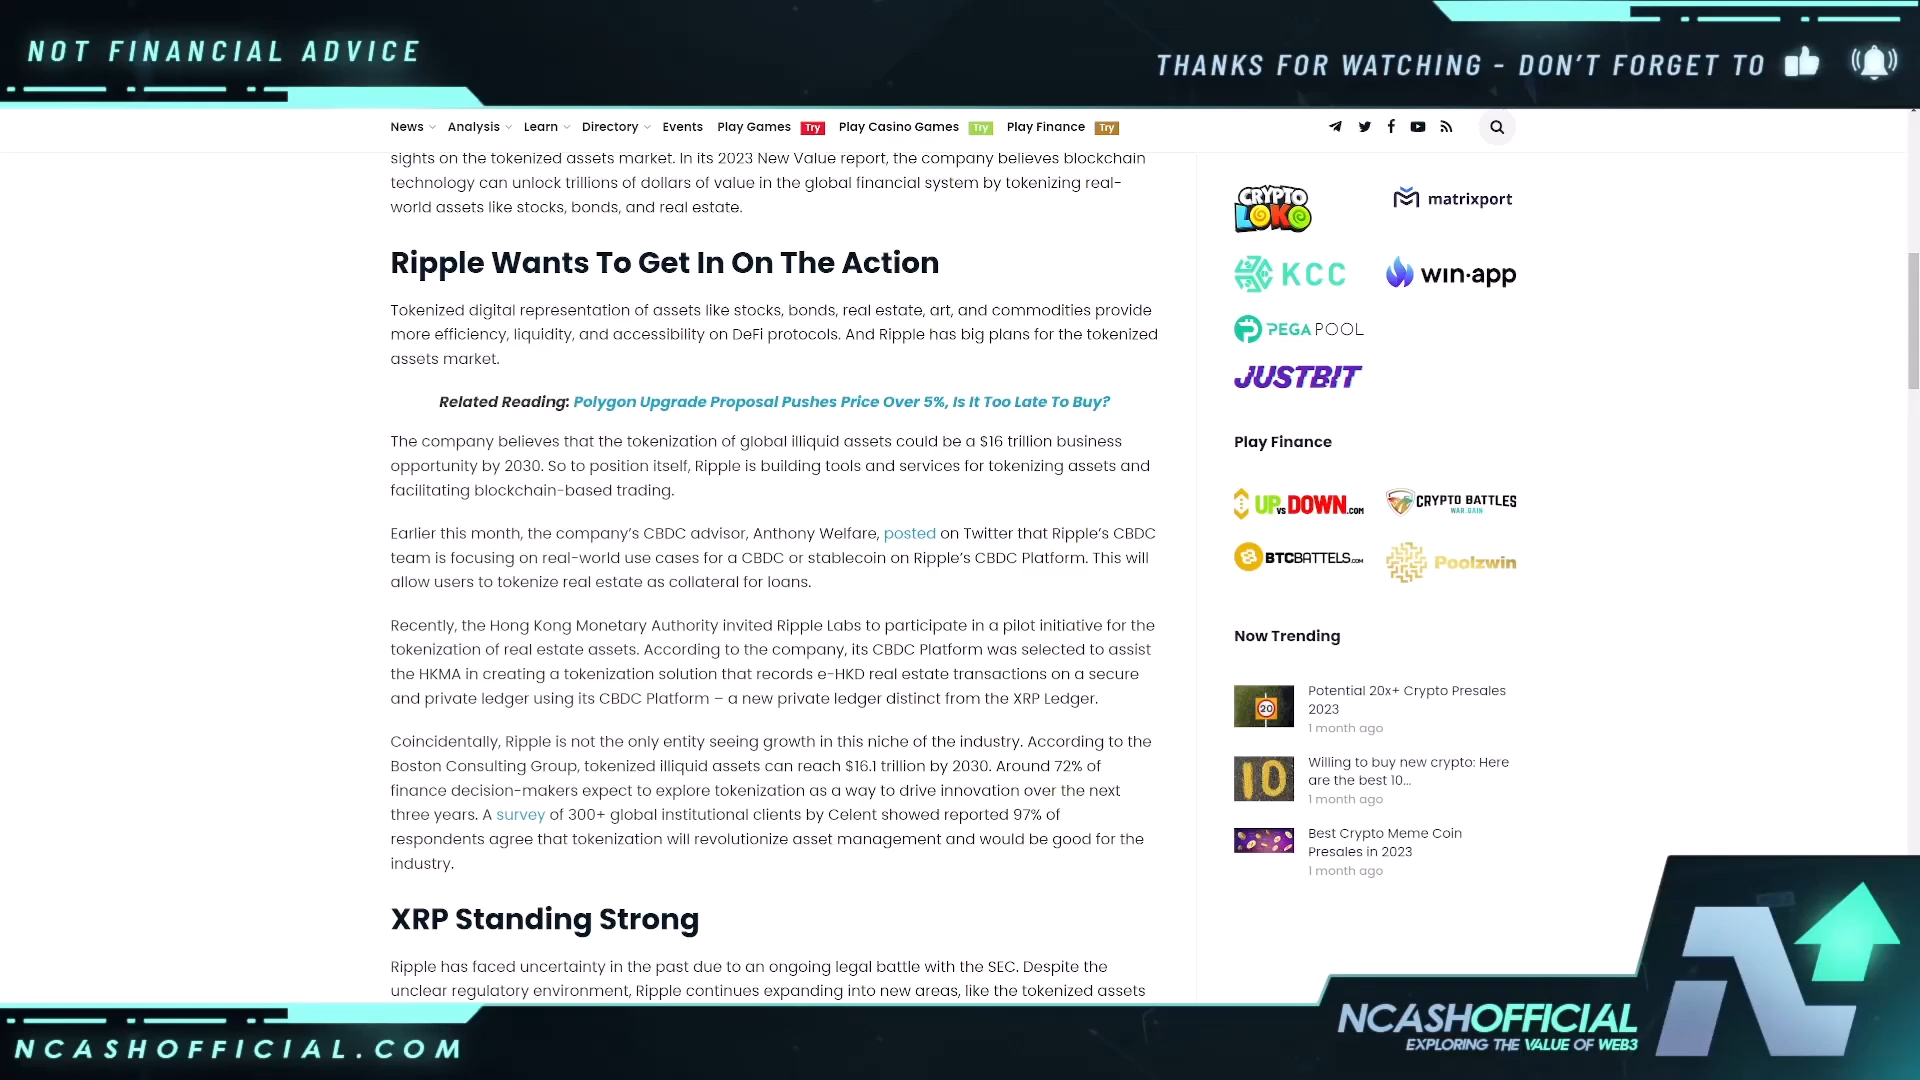 NOT FINANCIAL ADVICE
THANKS FOR WATCHING - DON'T FORGET TO
News Analysis Learn Directory Events Play Games Try Play Casino Games Try Play Finance Try
sights on the tokenized assets market. In its 2023 New Value report, the company believes blockchain
technology can unlock trillions of dollars of value in the global financial system by tokenizing real-
world assets like stocks, bonds, and real estate.
Ripple Wants To Get In On The Action
Tokenized digital representation of assets like stocks, bonds, real estate, art, and commodities provide
more efficiency, liquidity, and accessibility on DeFi protocols. And Ripple has big plans for the tokenized
assets market.
Related Reading: Polygon Upgrade Proposal Pushes Price Over 5%, Is It Too Late To Buy?
The company believes that the tokenization of global illiquid assets could be a $16 trillion business
opportunity by 2030. So to position itself, Ripple is building tools and services for tokenizing assets and
facilitating blockchain-based trading.
Earlier this month, the company's CBDC advisor, Anthony Welfare, posted on Twitter that Ripple's CBDC
team is focusing on real-world use cases for a CBDC or stablecoin on Ripple's CBDC Platform. This will
allow users to tokenize real estate as collateral for loans.
Recently, the Hong Kong Monetary Authority invited Ripple Labs to participate in a pilot initiative for the
tokenization of real estate assets. According to the company, its CBDC Platform was selected to assist
the HKMA in creating a tokenization solution that records e-HKD real estate transactions on a secure
and private ledger using its CBDC Platform – a new private ledger distinct from the XRP Ledger.
Coincidentally, Ripple is not the only entity seeing growth in this niche of the industry. According to the
Boston Consulting Group, tokenized illiquid assets can reach $16.1 trillion by 2030. Around 72% of
finance decision-makers expect to explore tokenization as a way to drive innovation over the next
three years. A survey of 300+ global institutional clients by Celent showed reported 97% of
respondents agree that tokenization will revolutionize asset management and would be good for the
industry.
XRP Standing Strong
Ripple has faced uncertainty in the past due to an ongoing legal battle with the SEC. Despite the
unclear regulatory environment, Ripple continues expanding into new areas, like the tokenized assets
CRYPTO
LOKO
matrixport
KCC
win·app
PEGAPOOL
JUSTBIT
Play Finance
UP VS DOWN.COM
CRYPTO BATTLES
WAR.GAIN
BTCBATTELS.COM
Poolzwin
Now Trending
20
Potential 20x+ Crypto Presales
2023
1 month ago
10
Willing to buy new crypto: Here
are the best 10...
1 month ago
Best Crypto Meme Coin
Presales in 2023
1 month ago
NCASHOFFICIAL.COM
NCASHOFFICIAL
EXPLORING THE VALUE OF WEB3